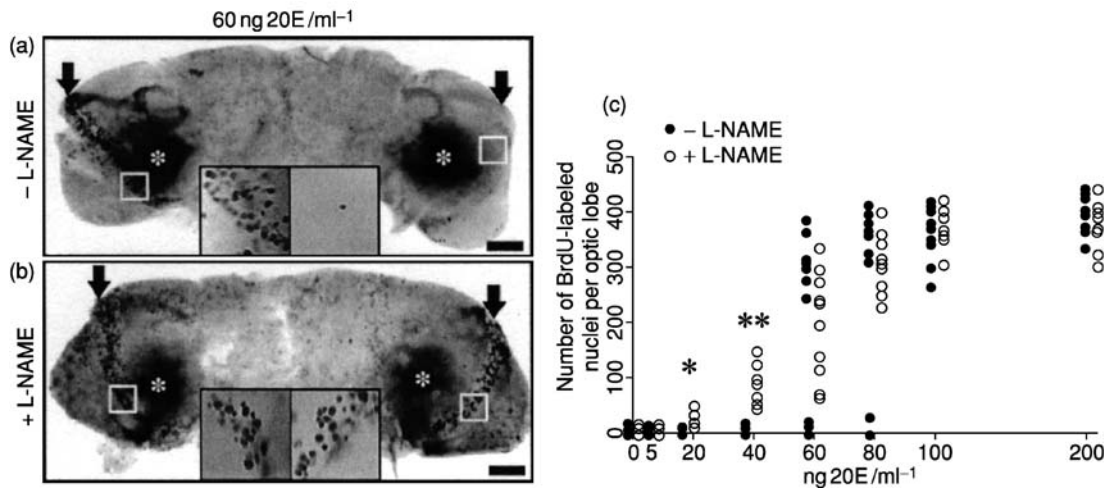 60 ng 20E/ml⁻¹
(a)
– L-NAME
*
*
(b)
+ L-NAME
*
*
(c)
– L-NAME
+ L-NAME
Number of BrdU-labeled
nuclei per optic lobe
500
400
300
200
100
0
*
**
0 5 20 40 60 80 100 200
ng 20E/ml⁻¹